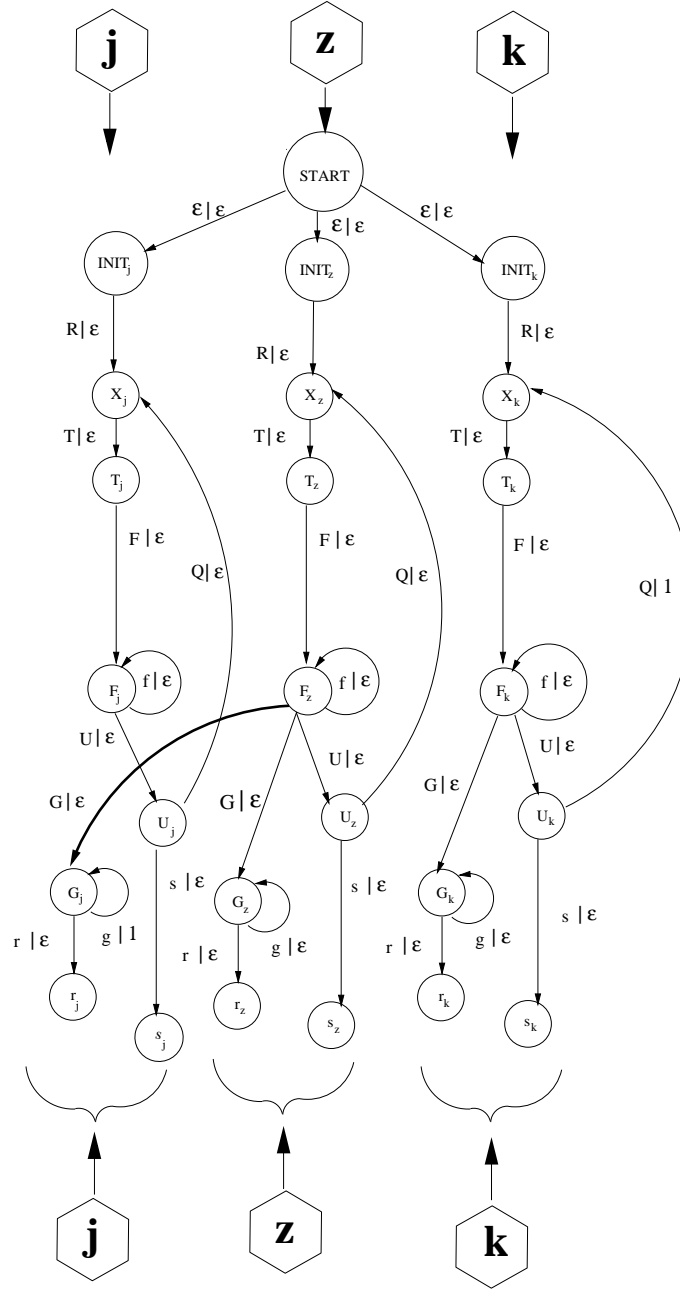 j z k
START
ε|ε ε|ε ε|ε
INITj INITz INITk
R|ε R|ε R|ε
Xj Xz Xk
T|ε T|ε T|ε
Tj Tz Tk
F|ε F|ε F|ε
Q|ε Q|ε Q|1
Fj f|ε Fz f|ε Fk f|ε
U|ε U|ε U|ε
G|ε G|ε G|ε
Uj Uz Uk
s|ε s|ε s|ε
Gj Gz Gk
r|ε g|1 r|ε g|ε r|ε g|ε
rj rz rk
sj sz sk
j z k